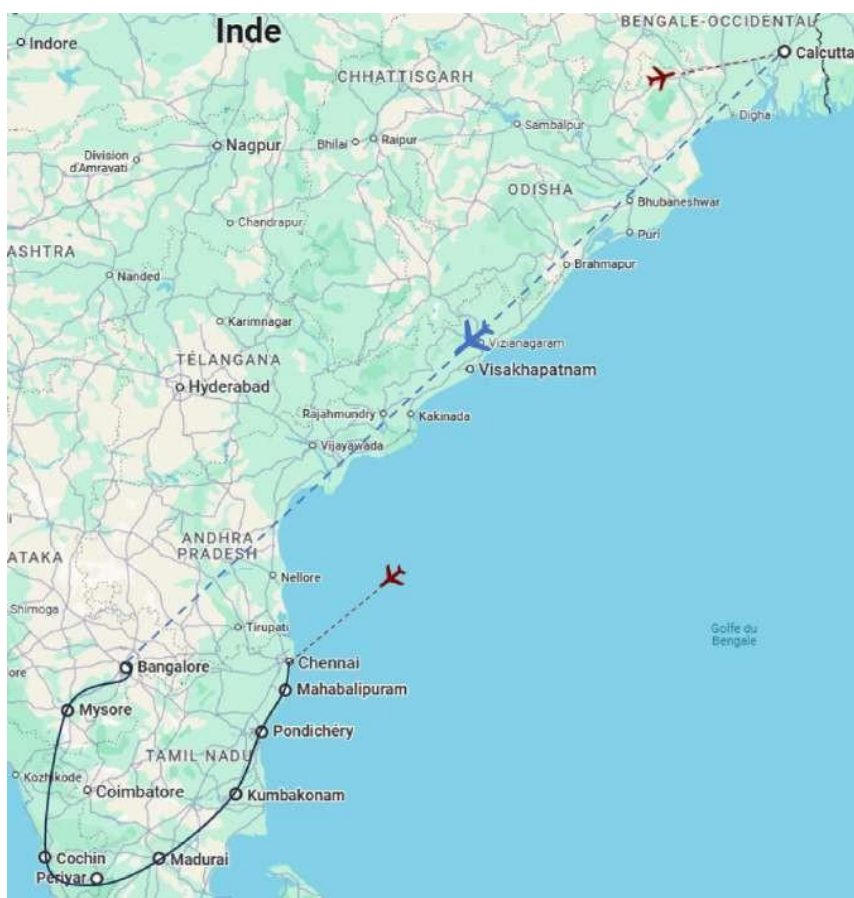 BENGALE-OCCIDENTAL
Inde
Indore
Calcutta
CHHATTISGARH
Digha
Sambalpur
Nagpur
Bhilai
Raipur
Division
d'Amravati
ODISHA
Bhubaneshwar
Chandrapur
Puri
ASHTRA
Brahmapur
Nanded
Karimnagar
Vizianagaram
TÉLANGANA
Visakhapatnam
Hyderabad
Rajahmundry
Kakinada
Vijayawada
ANDHRA
PRADESH
ATAKA
Nellore
Shimoga
Tirupati
Golfe du
Bengale
Chennai
ore
Bangalore
Mahabalipuram
Mysore
Pondichéry
TAMIL NADU
Kozhikode
Coimbatore
Kumbakonam
Cochin
Madurai
Periyar